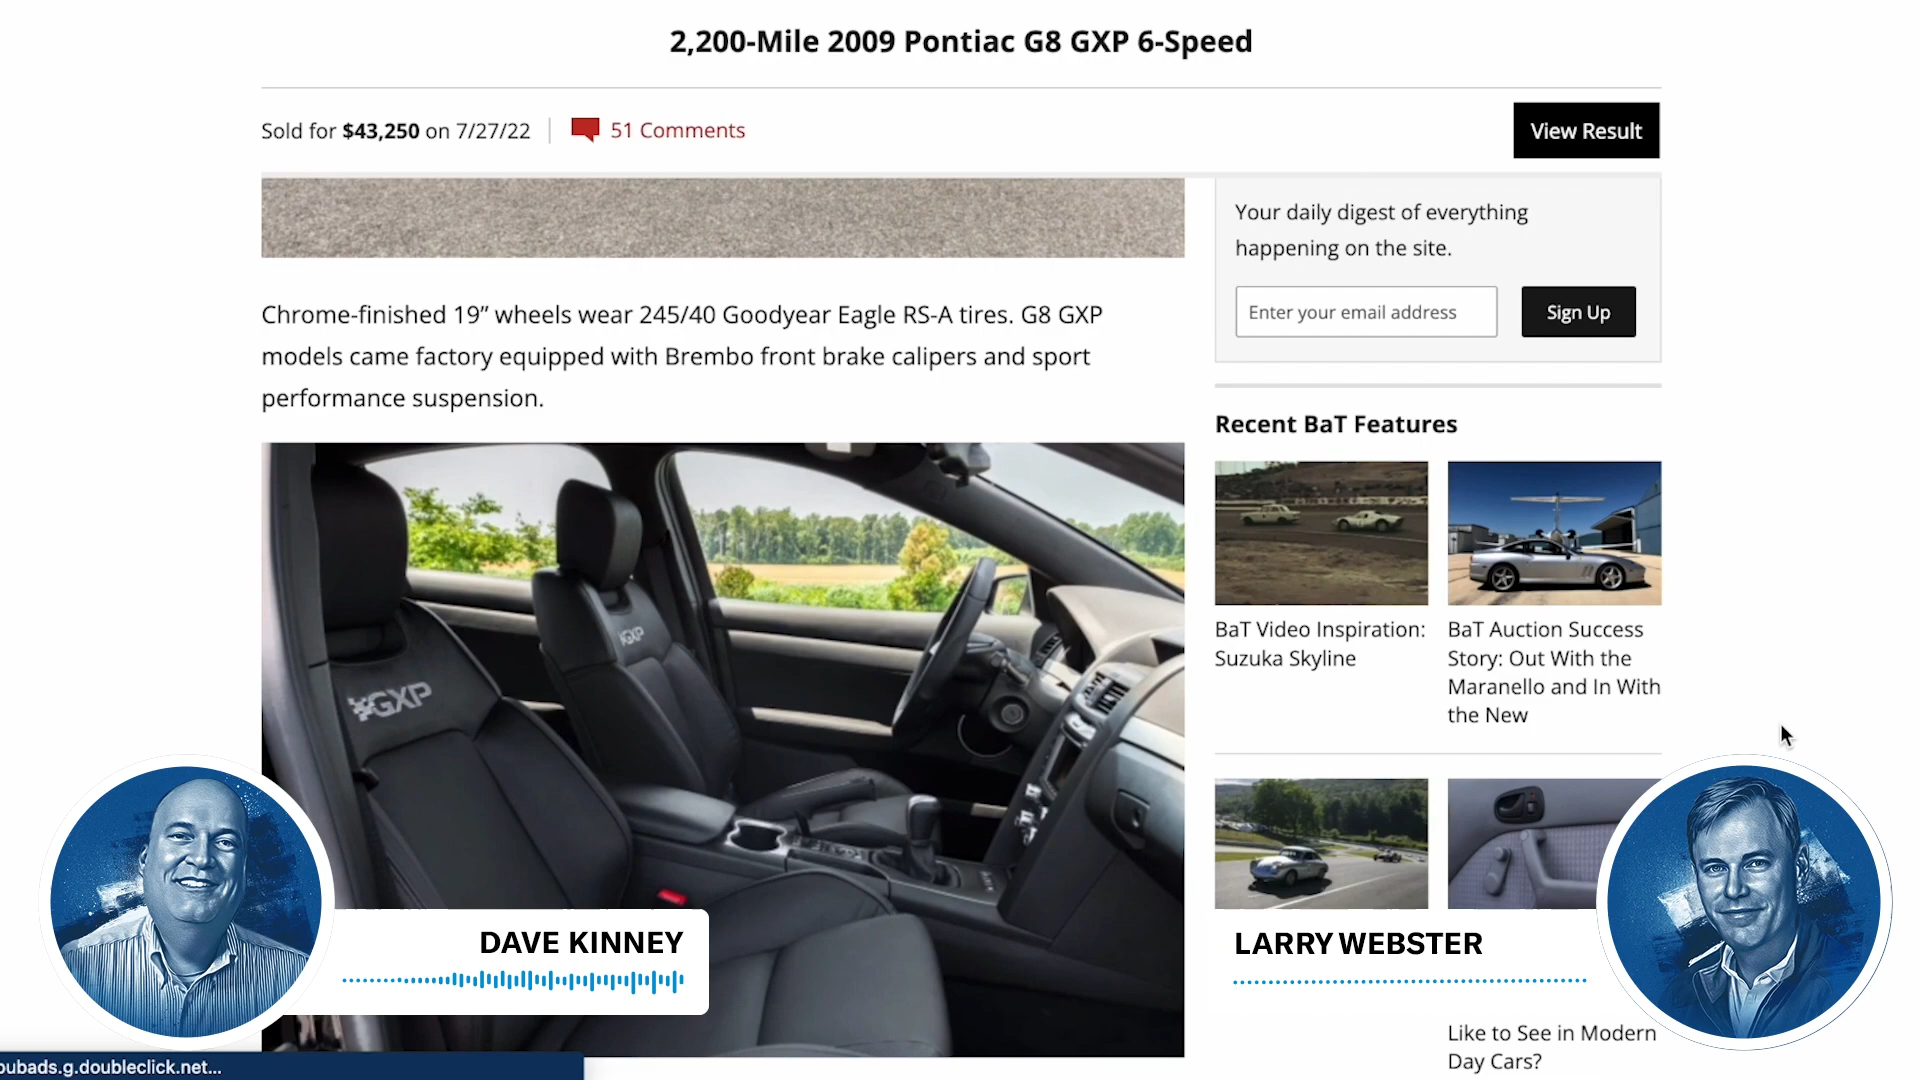 2,200-Mile 2009 Pontiac G8 GXP 6-Speed
Sold for $43,250 on 7/27/22
51 Comments
View Result
Your daily digest of everything
happening on the site.
Enter your email address
Sign Up
Chrome-finished 19” wheels wear 245/40 Goodyear Eagle RS-A tires. G8 GXP
models came factory equipped with Brembo front brake calipers and sport
performance suspension.
Recent BaT Features
BaT Video Inspiration:
Suzuka Skyline
BaT Auction Success
Story: Out With the
Maranello and In With
the New
GXP
GXP
DAVE KINNEY
LARRY WEBSTER
Like to See in Modern
Day Cars?
oubads.g.doubleclick.net...